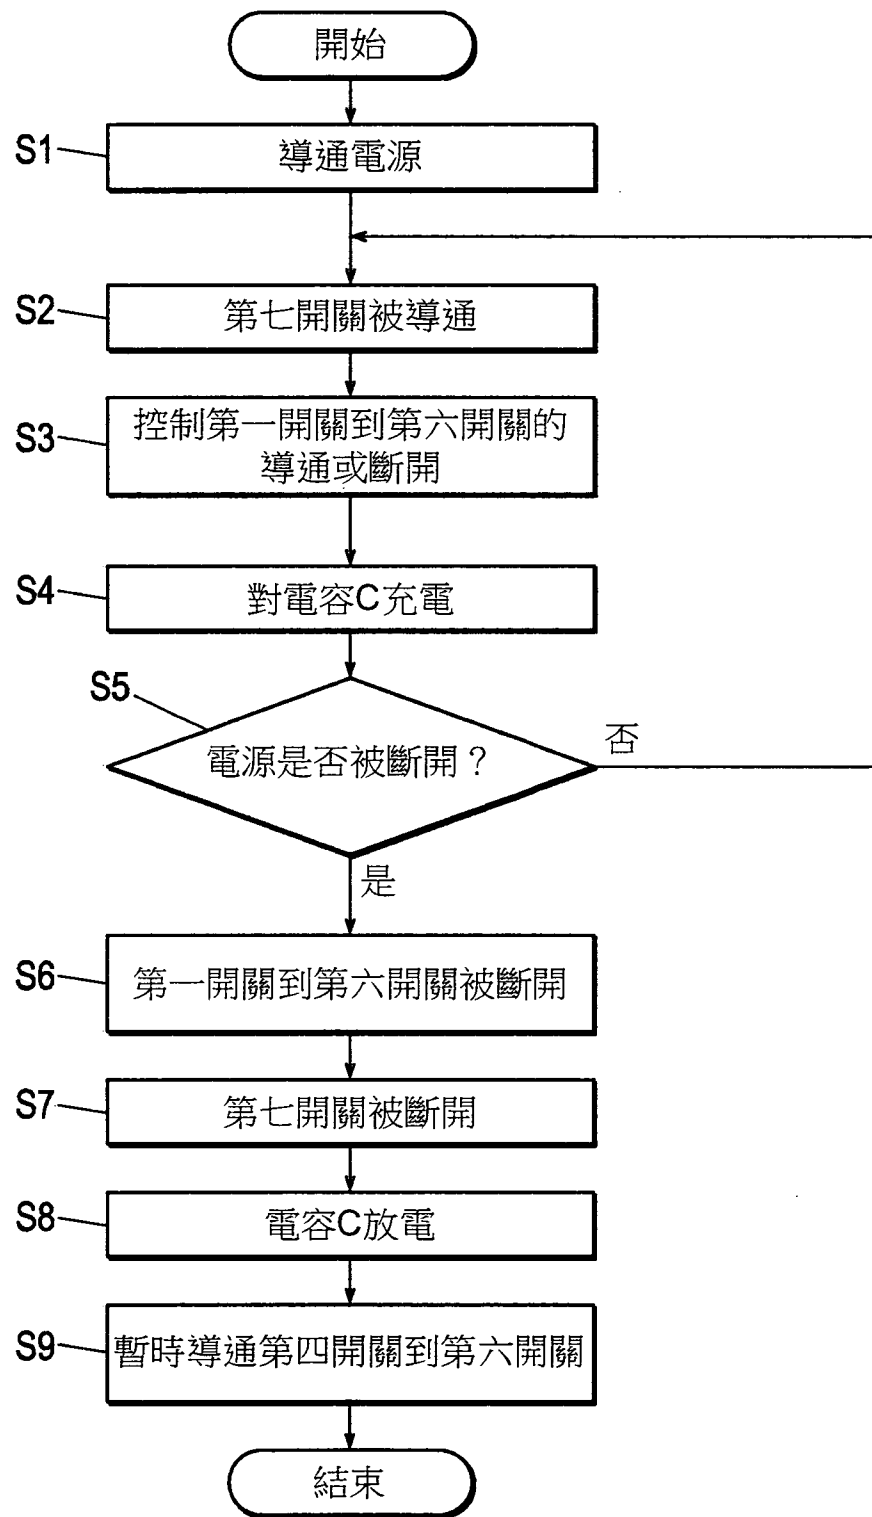 開始
S1
導通電源
S2
第七開關被導通
S3
控制第一開關到第六開關的
導通或斷開
S4
對電容C充電
S5
電源是否被斷開？
否
是
S6
第一開關到第六開關被斷開
S7
第七開關被斷開
S8
電容C放電
S9
暫時導通第四開關到第六開關
結束